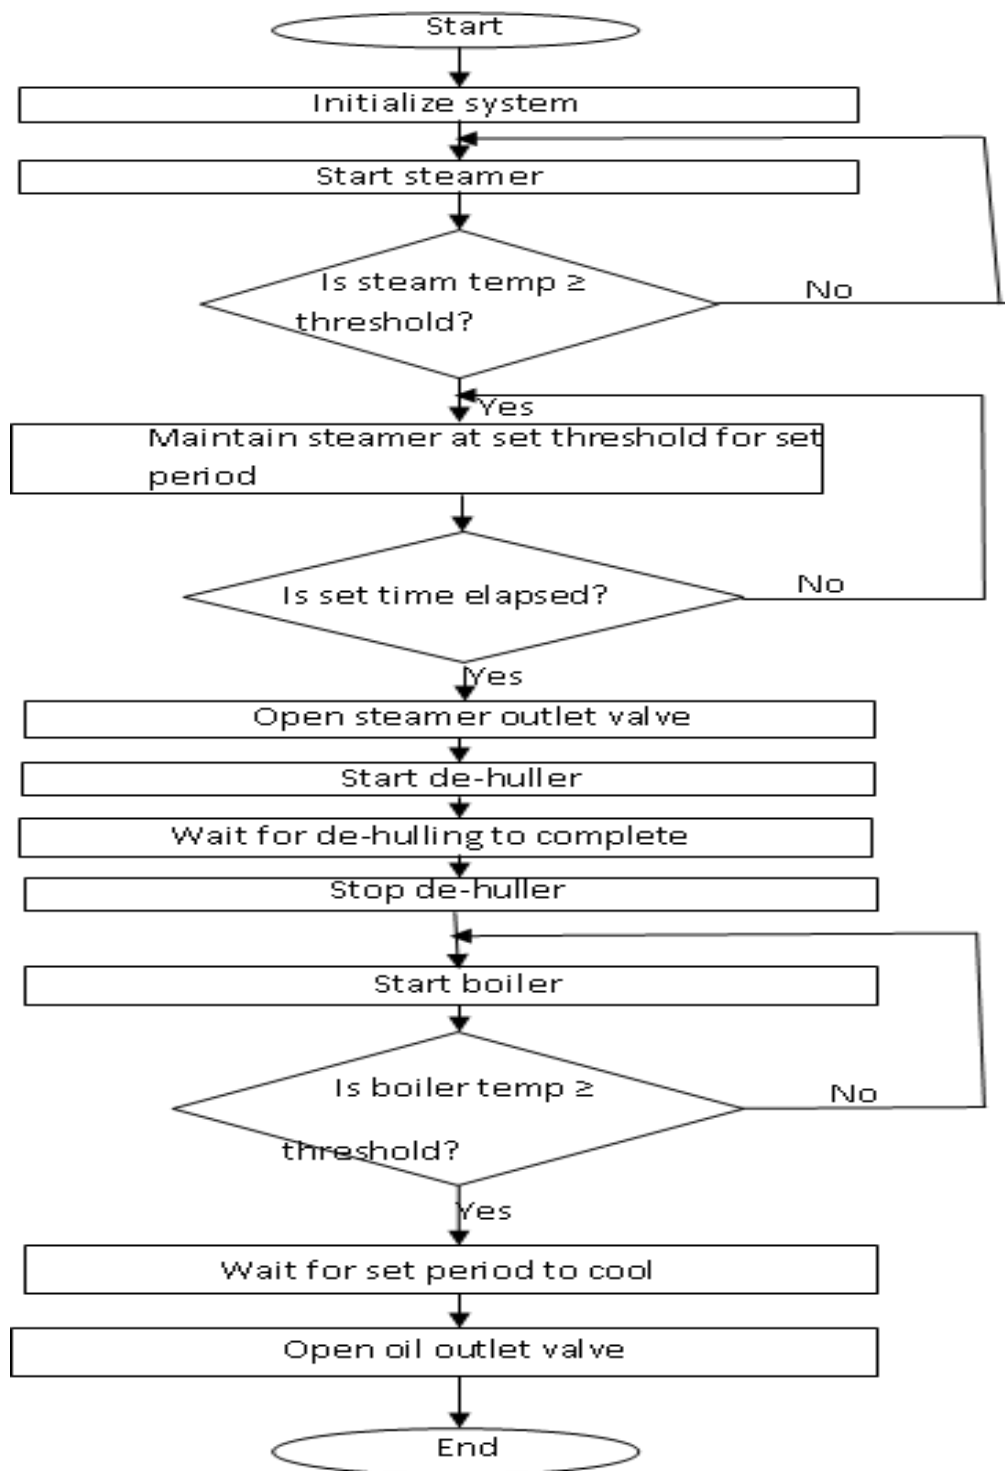 Start
Initialize system
Start steamer
Is steam temp ≥
threshold?
No
Yes
Maintain steamer at set threshold for set
period
Is set time elapsed?
No
Yes
Open steamer outlet valve
Start de-huller
Wait for de-hulling to complete
Stop de-huller
Start boiler
Is boiler temp ≥
threshold?
No
Yes
Wait for set period to cool
Open oil outlet valve
End